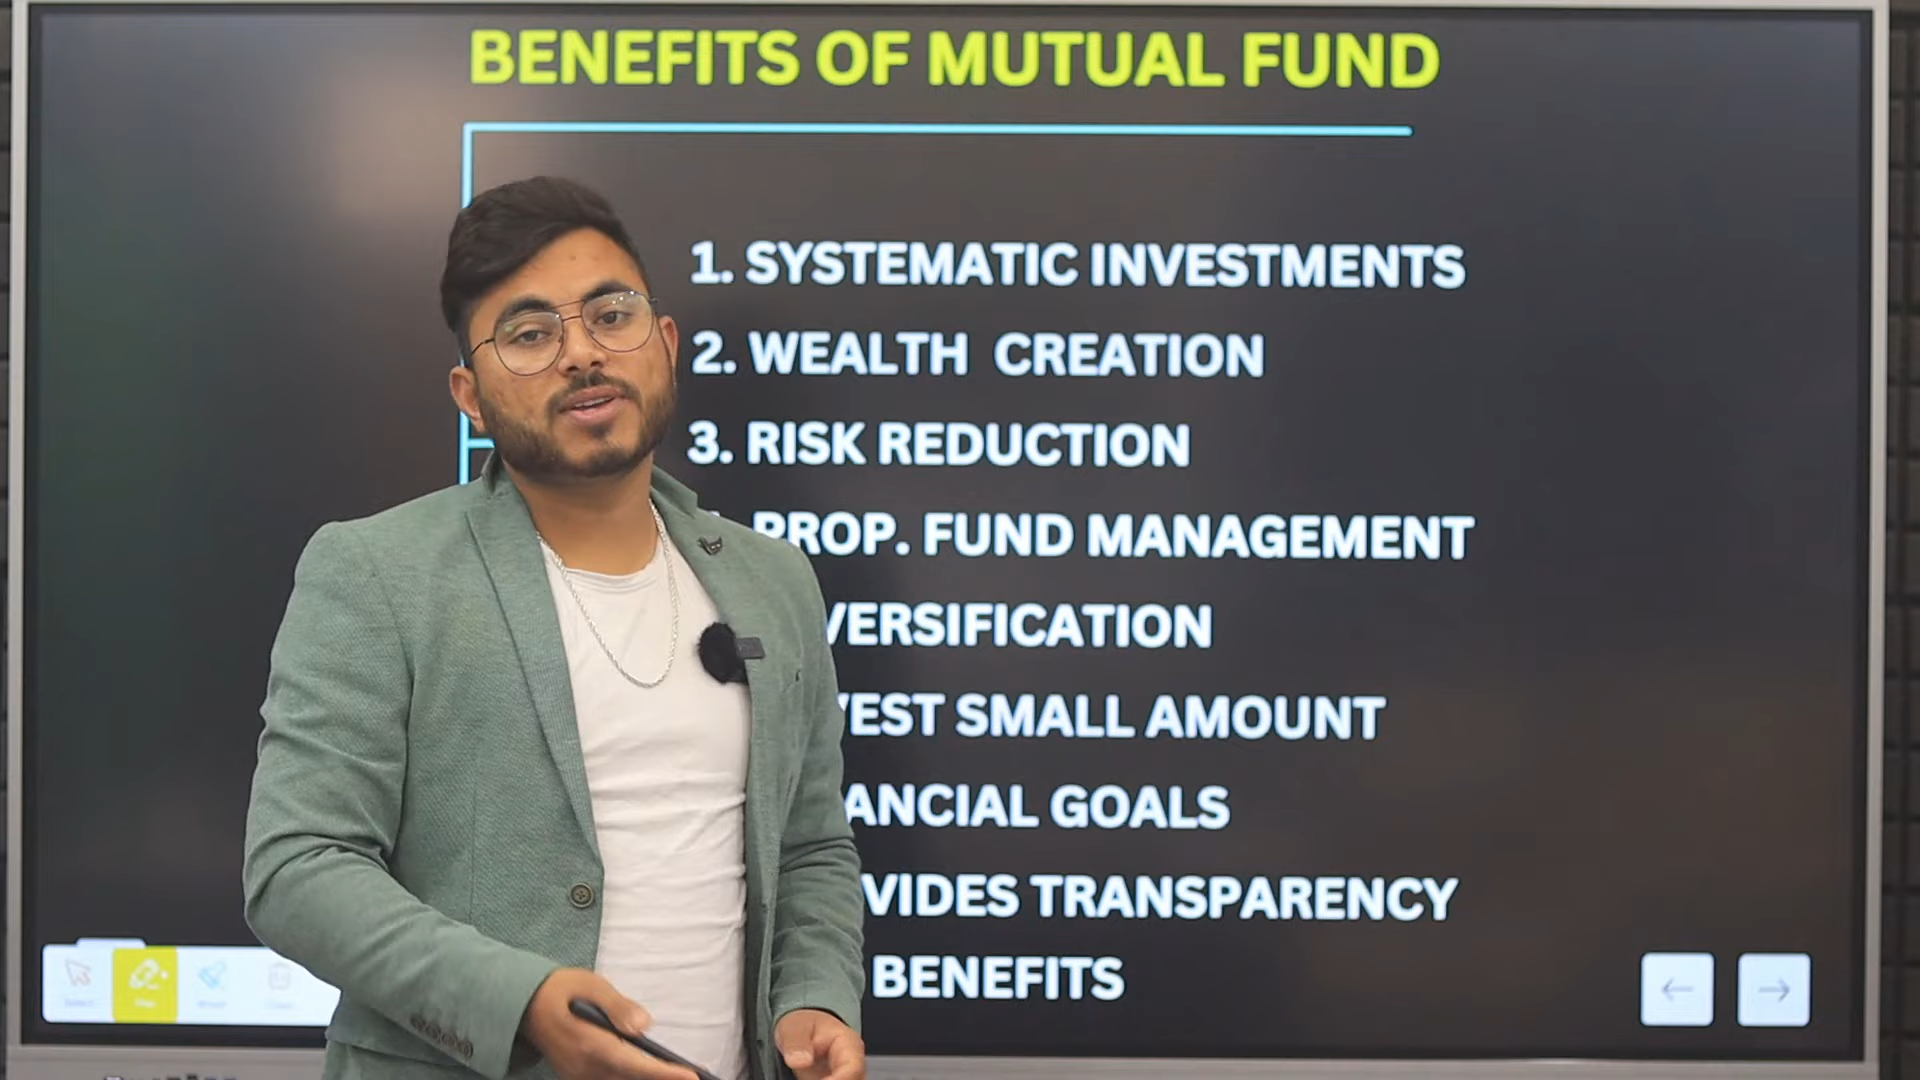 BENEFITS OF MUTUAL FUND
1. SYSTEMATIC INVESTMENTS
2. WEALTH CREATION
3. RISK REDUCTION
PROP. FUND MANAGEMENT
VERSIFICATION
VEST SMALL AMOUNT
ANCIAL GOALS
VIDES TRANSPARENCY
BENEFITS